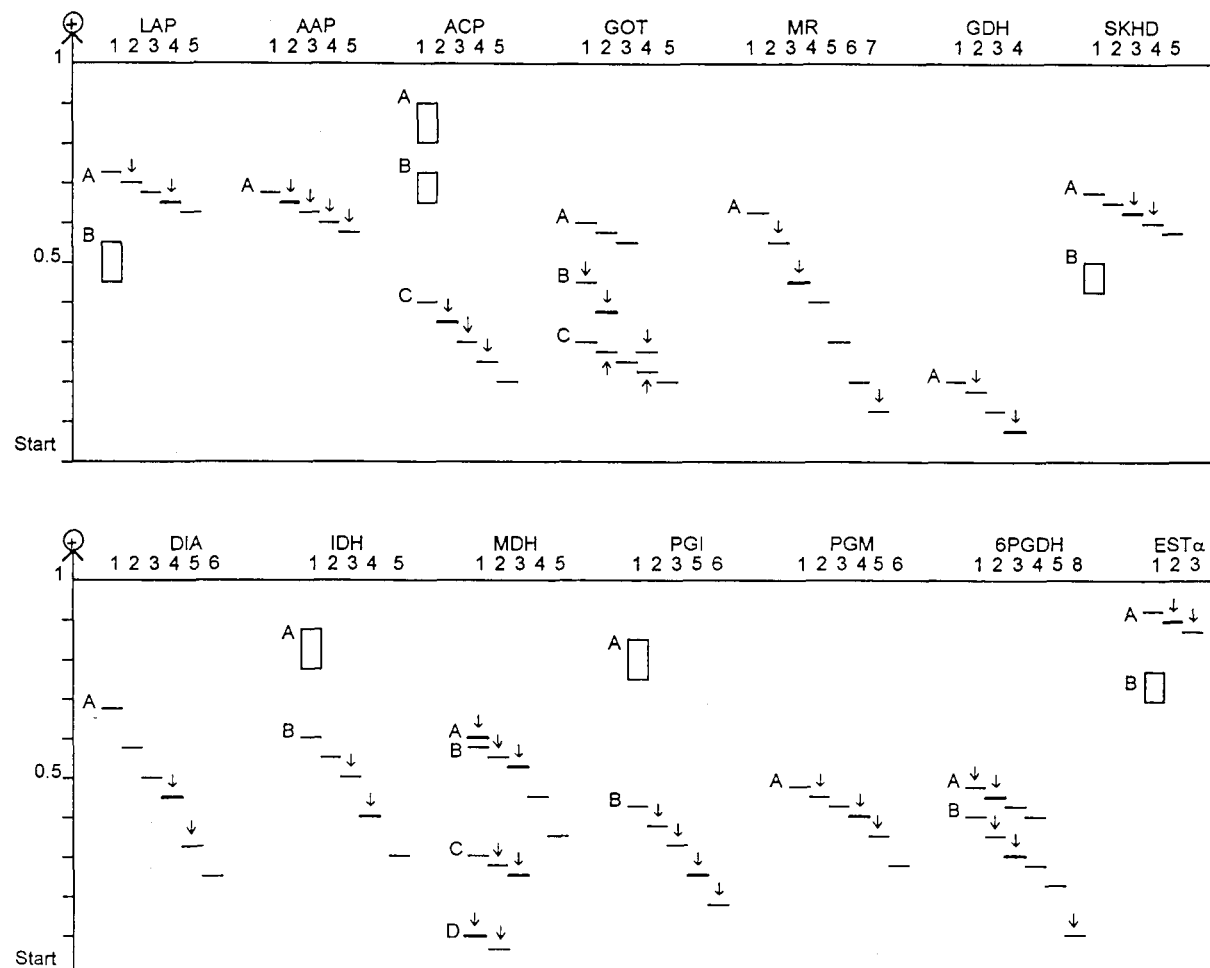 + LAP AAP ACP GOT MR GDH SKHD
1 2 3 4 5 1 2 3 4 5 1 2 3 4 5 1 2 3 4 5 1 2 3 4 5 6 7 1 2 3 4 1 2 3 4 5
1
A
B
A
A
A
B
A
A
B
0.5
B
C
C
A
Start
+ DIA IDH MDH PGI PGM 6PGDH ESTα
1 2 3 4 5 6 1 2 3 4 5 1 2 3 4 5 1 2 3 5 6 1 2 3 4 5 6 1 2 3 4 5 8 1 2 3
1
A
A
A
B
A
B
A
B
0.5
A
A
B
B
C
D
Start